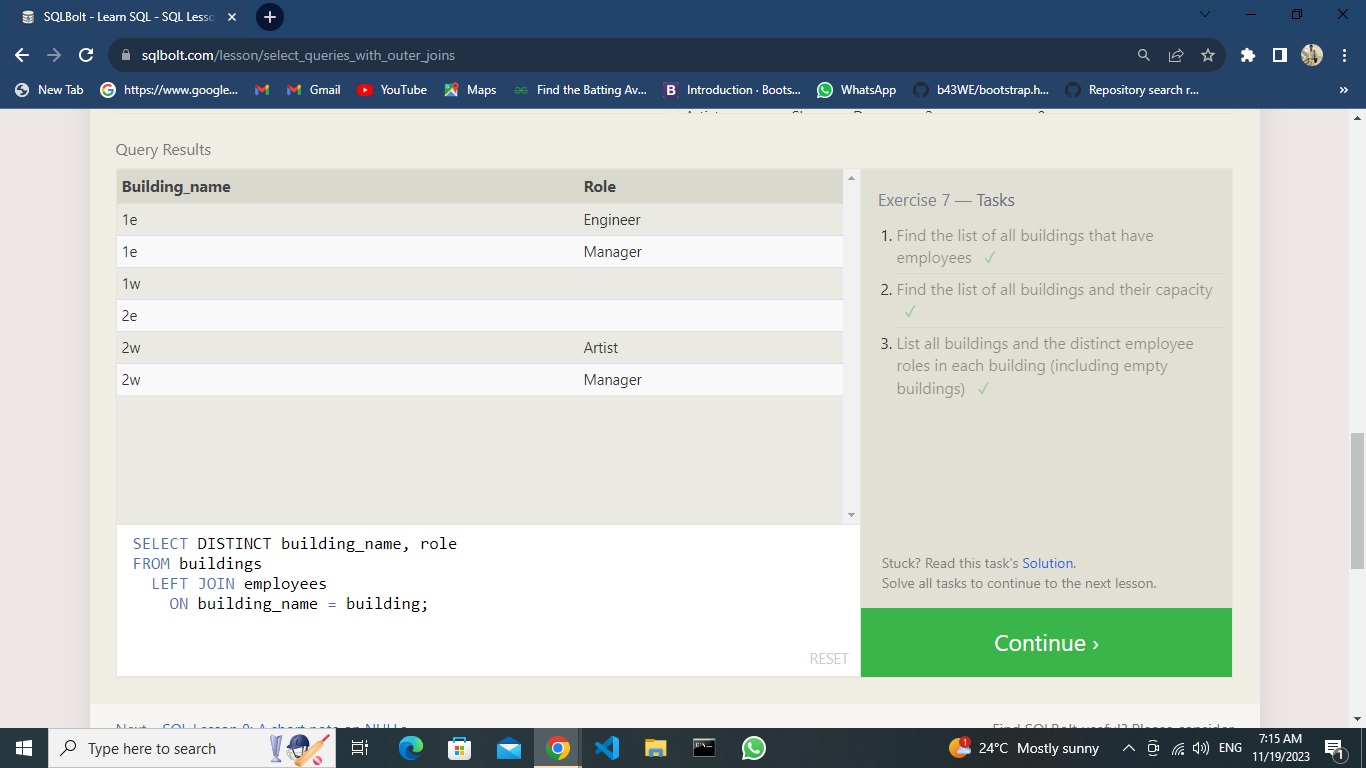 SQLBolt - Learn SQL - SQL Less
sqlbolt.com/lesson/select_queries_with_outer_joins
New Tab
https://www.google...
Gmail
YouTube
Maps
Find the Batting Av...
Introduction · Boots...
WhatsApp
b43WE/bootstrap.h...
Repository search r...
»
Query Results
Building_name Role
1e Engineer
1e Manager
1w
2e
2w Artist
2w Manager
Exercise 7 — Tasks
1. Find the list of all buildings that have
employees ✓
2. Find the list of all buildings and their capacity
✓
3. List all buildings and the distinct employee
roles in each building (including empty
buildings) ✓
SELECT DISTINCT building_name, role
FROM buildings
LEFT JOIN employees
ON building_name = building;
RESET
Stuck? Read this task's Solution.
Solve all tasks to continue to the next lesson.
Continue ›
Type here to search
24°C Mostly sunny
ENG
7:15 AM
11/19/2023
1